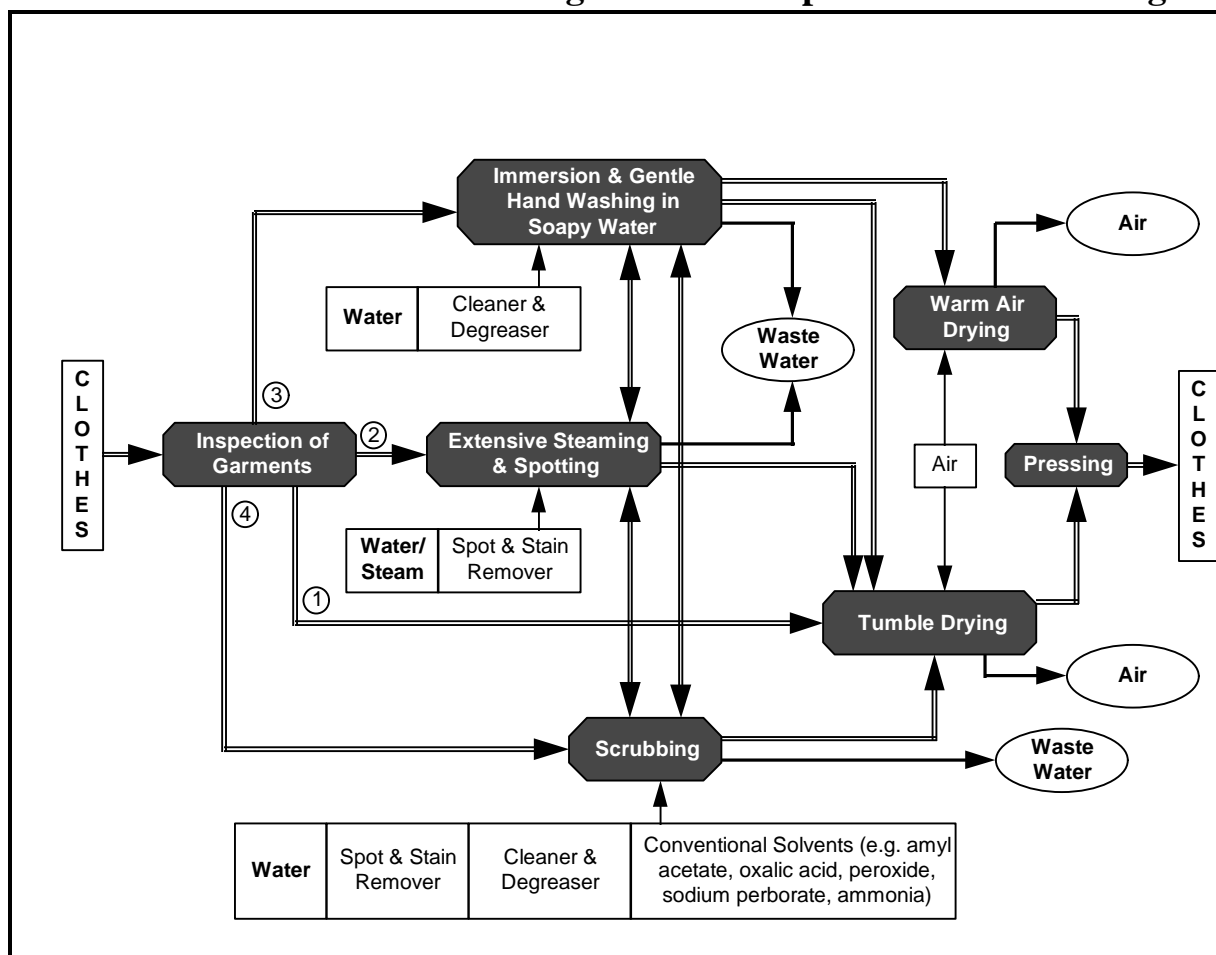 Immersion & Gentle
Hand Washing in
Soapy Water
Air
Water
Cleaner &
Degreaser
Warm Air
Drying
Waste
Water
CLOTHES
3
2
Inspection of
Garments
Extensive Steaming
& Spotting
Air
Pressing
CLOTHES
4
Water/
Steam
Spot & Stain
Remover
1
Tumble Drying
Air
Scrubbing
Waste
Water
Water
Spot & Stain
Remover
Cleaner &
Degreaser
Conventional Solvents (e.g. amyl
acetate, oxalic acid, peroxide,
sodium perborate, ammonia)